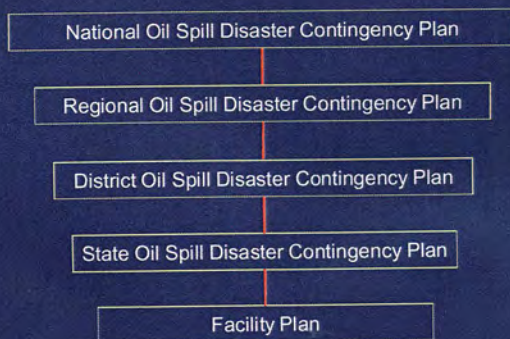 National Oil Spill Disaster Contingency Plan
Regional Oil Spill Disaster Contingency Plan
District Oil Spill Disaster Contingency Plan
State Oil Spill Disaster Contingency Plan
Facility Plan